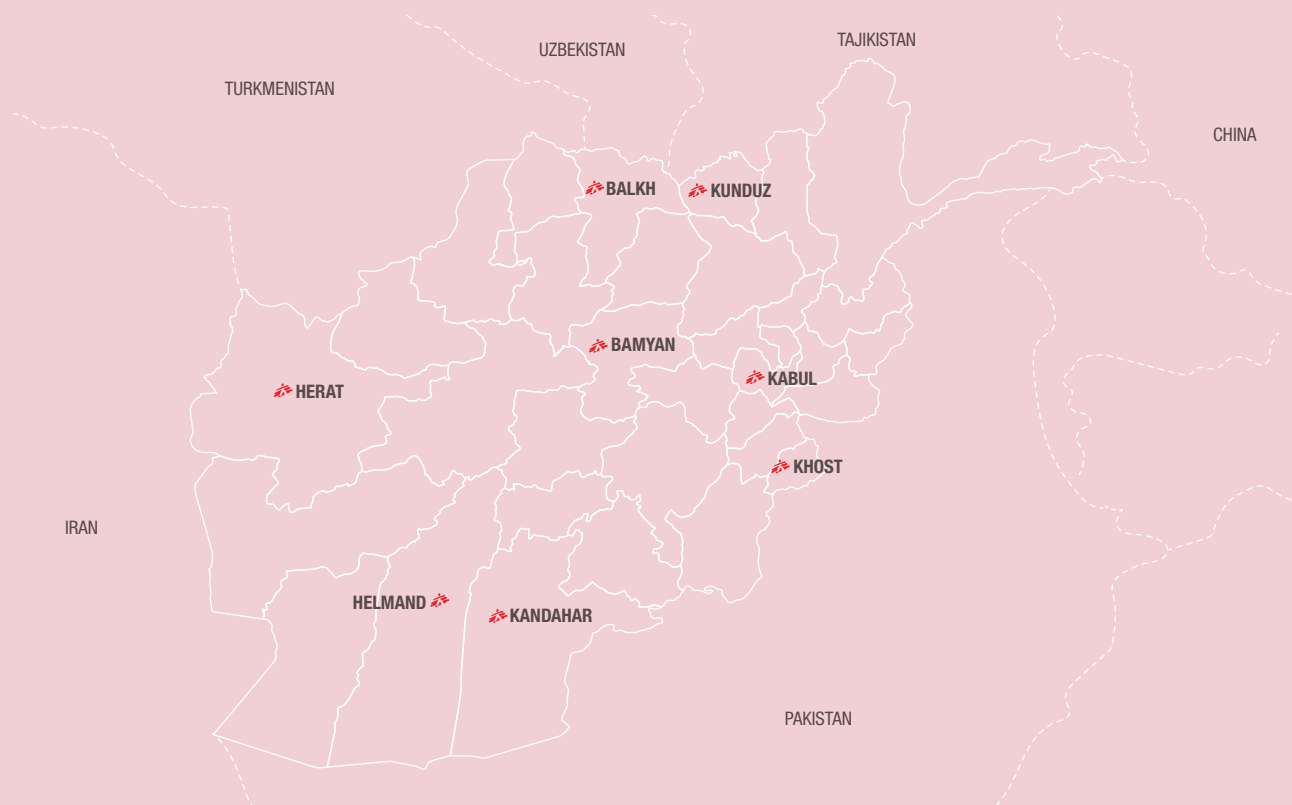 TAJIKISTAN
UZBEKISTAN
TURKMENISTAN
CHINA
BALKH
KUNDUZ
BAMYAN
KABUL
HERAT
KHOST
IRAN
HELMAND
KANDAHAR
PAKISTAN